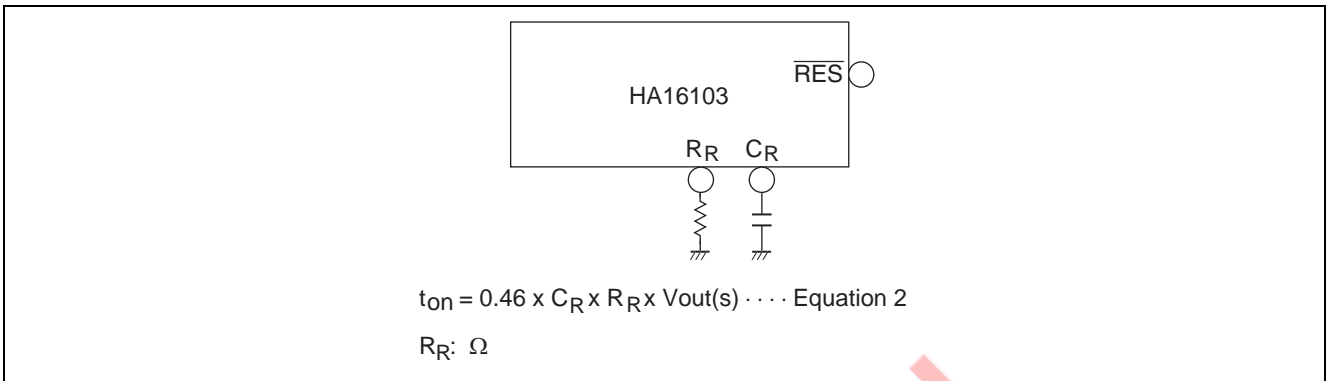 RES
HA16103
RR CR
ton = 0.46 x CR x RR x Vout(s) ···· Equation 2
RR: Ω